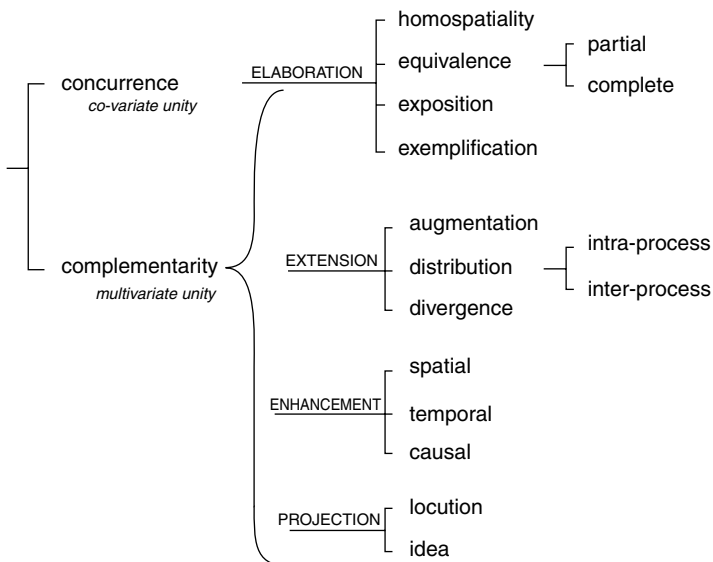 concurrence
co-variate unity
complementarity
multivariate unity
ELABORATION
homospatiality
equivalence
partial
complete
exposition
exemplification
EXTENSION
augmentation
distribution
intra-process
inter-process
divergence
ENHANCEMENT
spatial
temporal
causal
PROJECTION
locution
idea